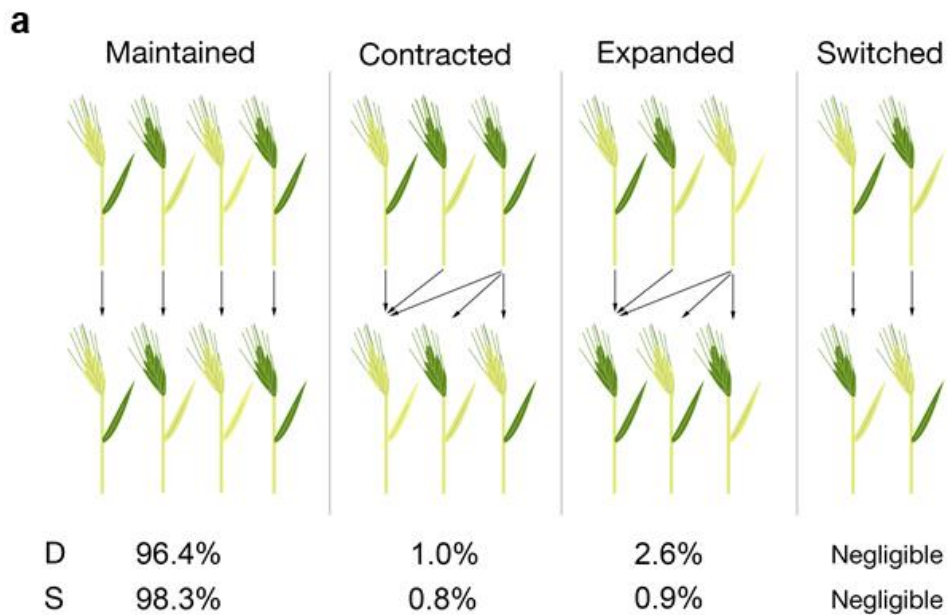 a
Maintained Contracted Expanded Switched
D 96.4% 1.0% 2.6% Negligible
S 98.3% 0.8% 0.9% Negligible